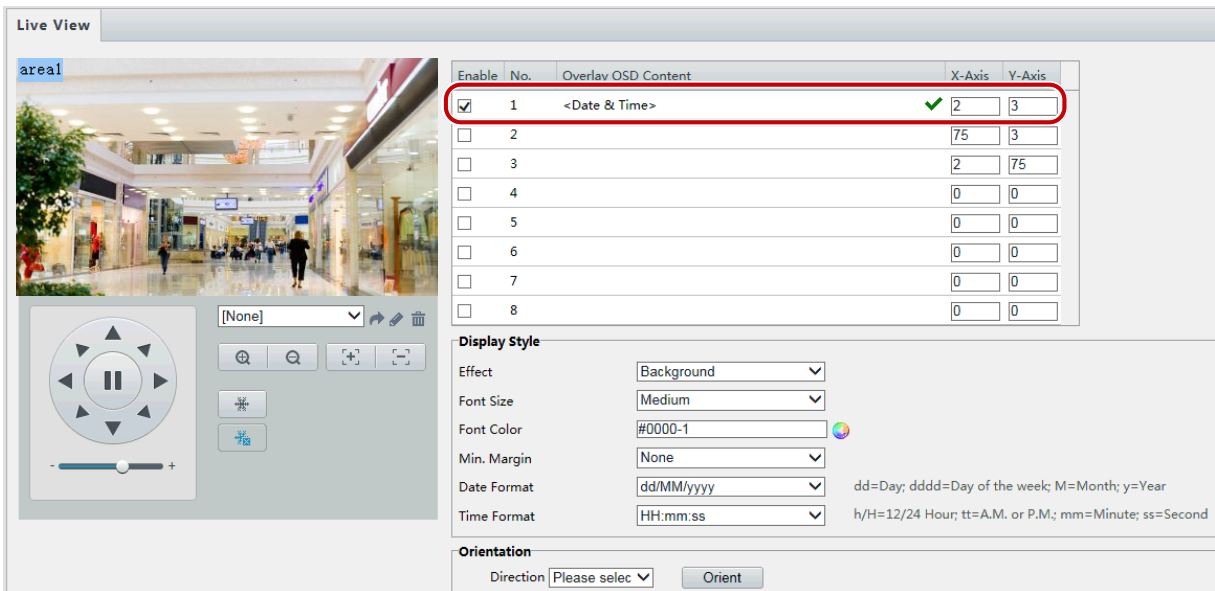 Live View
area1
Enable No. Overlay OSD Content X-Axis Y-Axis
1 <Date & Time> 2 3
2 75 3
3 2 75
4 0 0
5 0 0
6 0 0
7 0 0
8 0 0
[None]
- +
Display Style
Effect Background
Font Size Medium
Font Color #0000-1
Min. Margin None
Date Format dd/MM/yyyy dd=Day; dddd=Day of the week; M=Month; y=Year
Time Format HH:mm:ss h/H=12/24 Hour; tt=A.M. or P.M.; mm=Minute; ss=Second
Orientation
Direction Please selec Orient